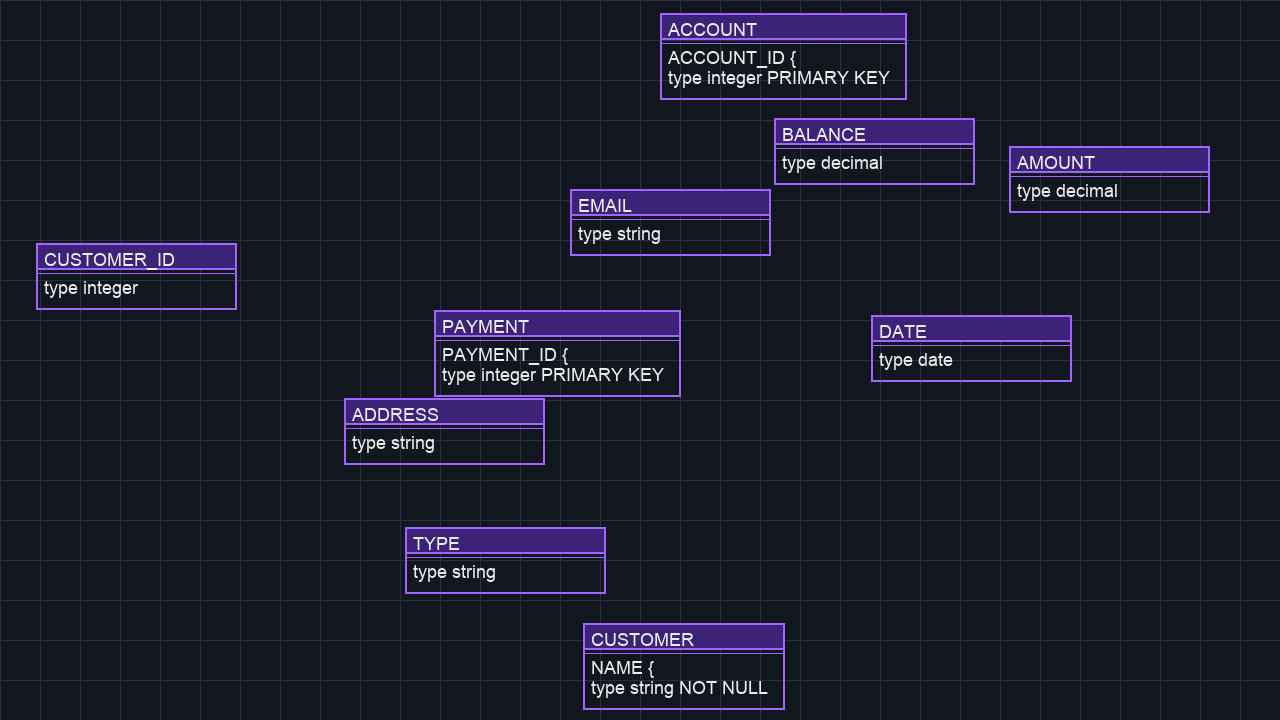 ACCOUNT
ACCOUNT_ID {
type integer PRIMARY KEY
BALANCE
type decimal
AMOUNT
type decimal
EMAIL
type string
CUSTOMER_ID
type integer
PAYMENT
PAYMENT_ID {
type integer PRIMARY KEY
DATE
type date
ADDRESS
type string
TYPE
type string
CUSTOMER
NAME {
type string NOT NULL